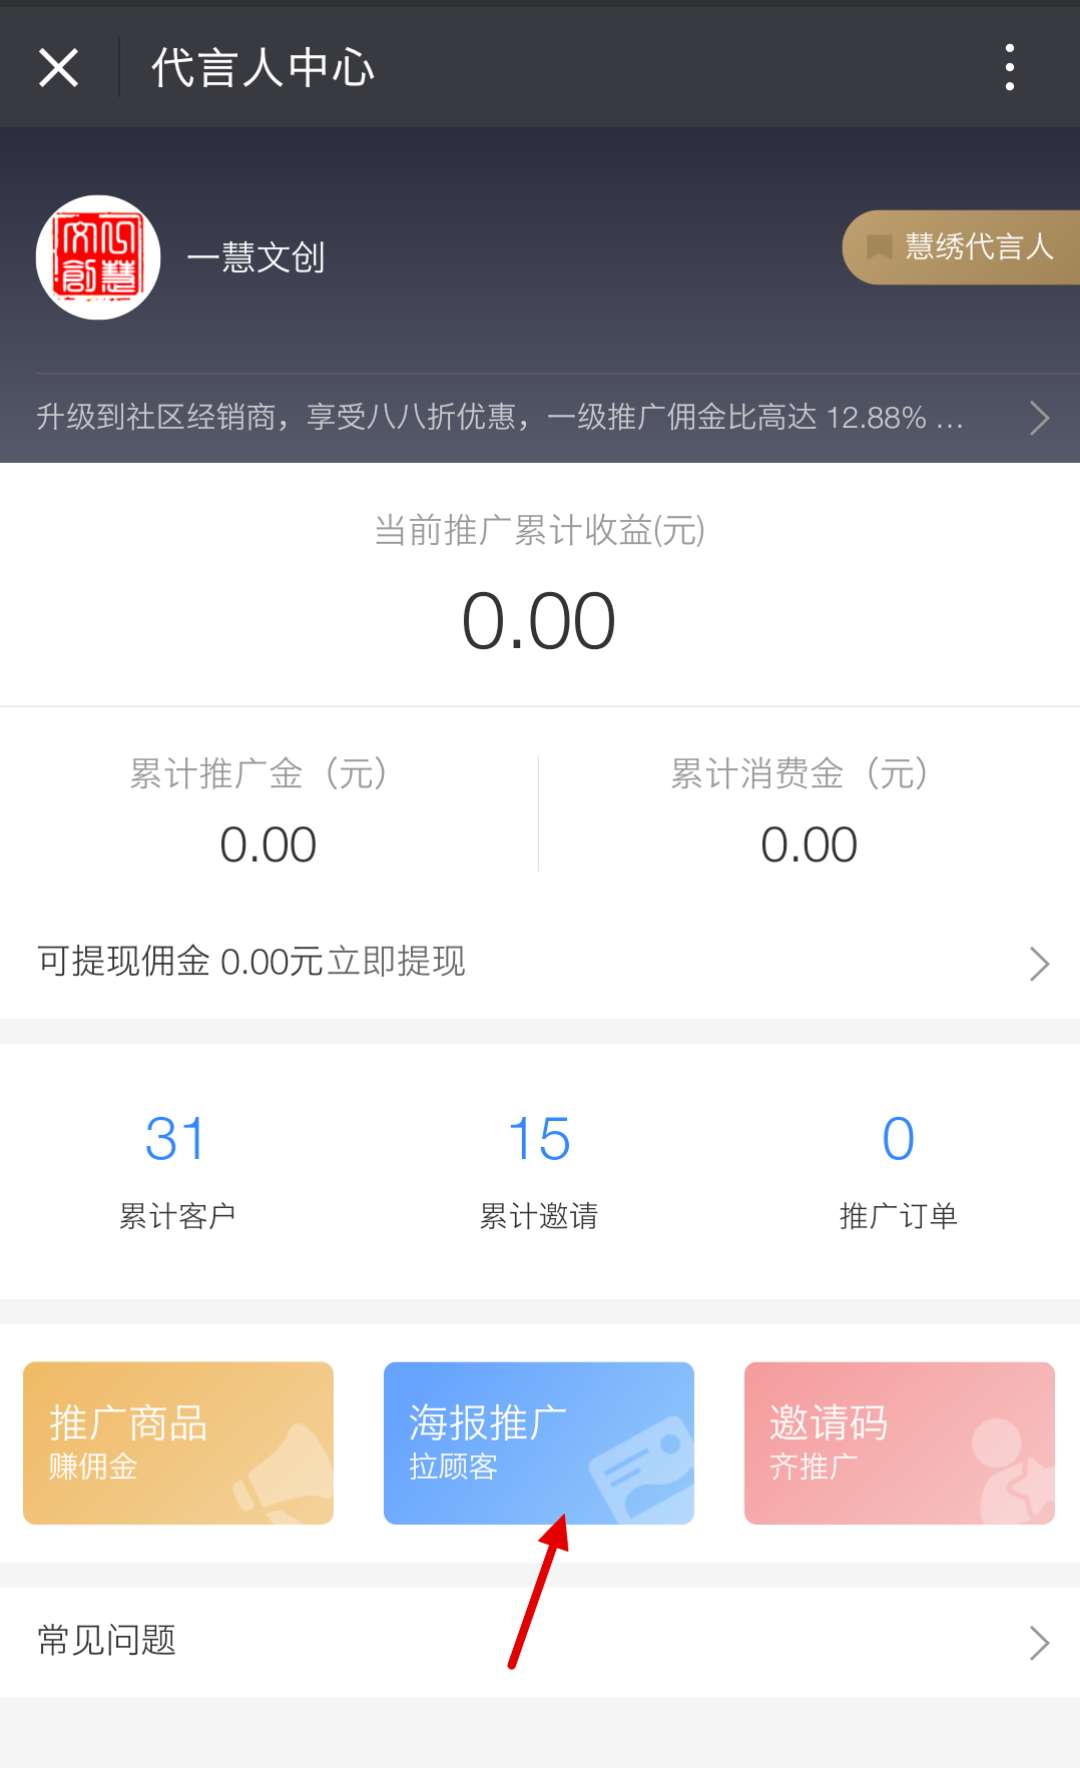 代言人中心
文心
創慧
一慧文创
慧绣代言人
升级到社区经销商，享受八八折优惠，一级推广佣金比高达 12.88% ...
当前推广累计收益(元)
0.00
累计推广金（元）
累计消费金（元）
0.00
0.00
可提现佣金 0.00元立即提现
31
15
0
累计客户
累计邀请
推广订单
推广商品
赚佣金
海报推广
拉顾客
邀请码
齐推广
常见问题